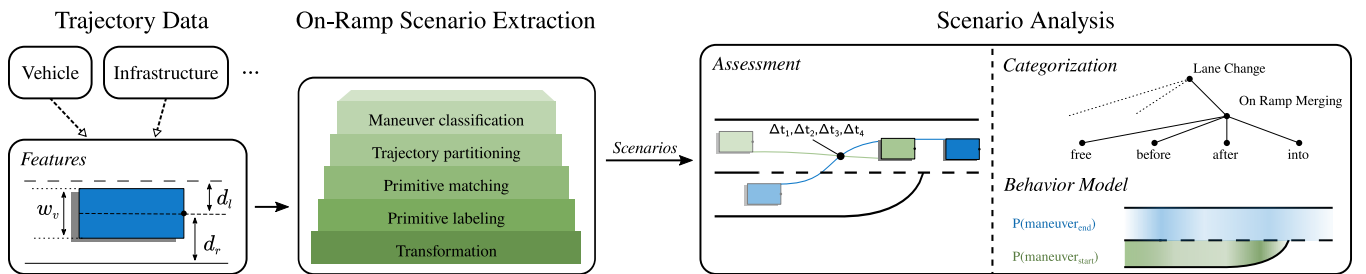 Trajectory Data
On-Ramp Scenario Extraction
Scenario Analysis
Vehicle
Infrastructure
...
Features
w_v
d_l
d_r
Maneuver classification
Trajectory partitioning
Primitive matching
Primitive labeling
Transformation
Scenarios
Assessment
Δt₁,Δt₂,Δt₃,Δt₄
Categorization
Lane Change
On Ramp Merging
free before after into
Behavior Model
P(maneuver_end)
P(maneuver_start)